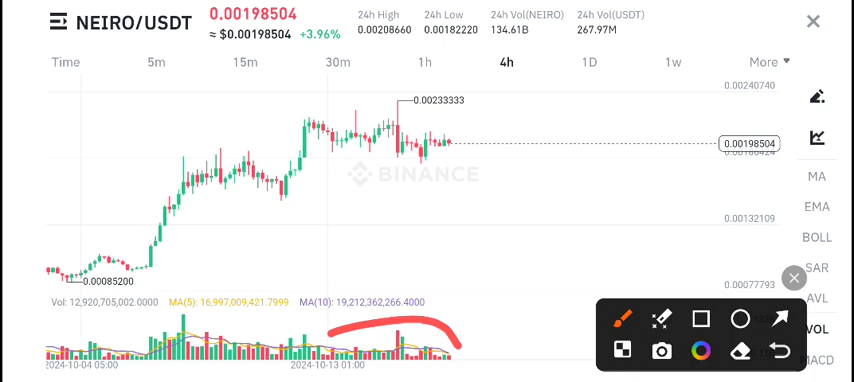 NEIRO/USDT
0.00198504
≈ $0.00198504 +3.96%
24h High
0.00208660
24h Low
0.00182220
24h Vol(NEIRO)
134.61B
24h Vol(USDT)
267.97M
Time 5m 15m 30m 1h 4h 1D 1w More
0.00240740
0.00233333
0.00198504
BINANCE
MA
EMA
0.00132109
BOLL
SAR
0.00085200
0.00077793
AVL
Vol: 12,920,705,002.0000 MA(5): 16,997,009,421.7999 MA(10): 19,212,362,266.4000
VOL
MACD
2024-10-04 05:00 2024-10-13 01:00